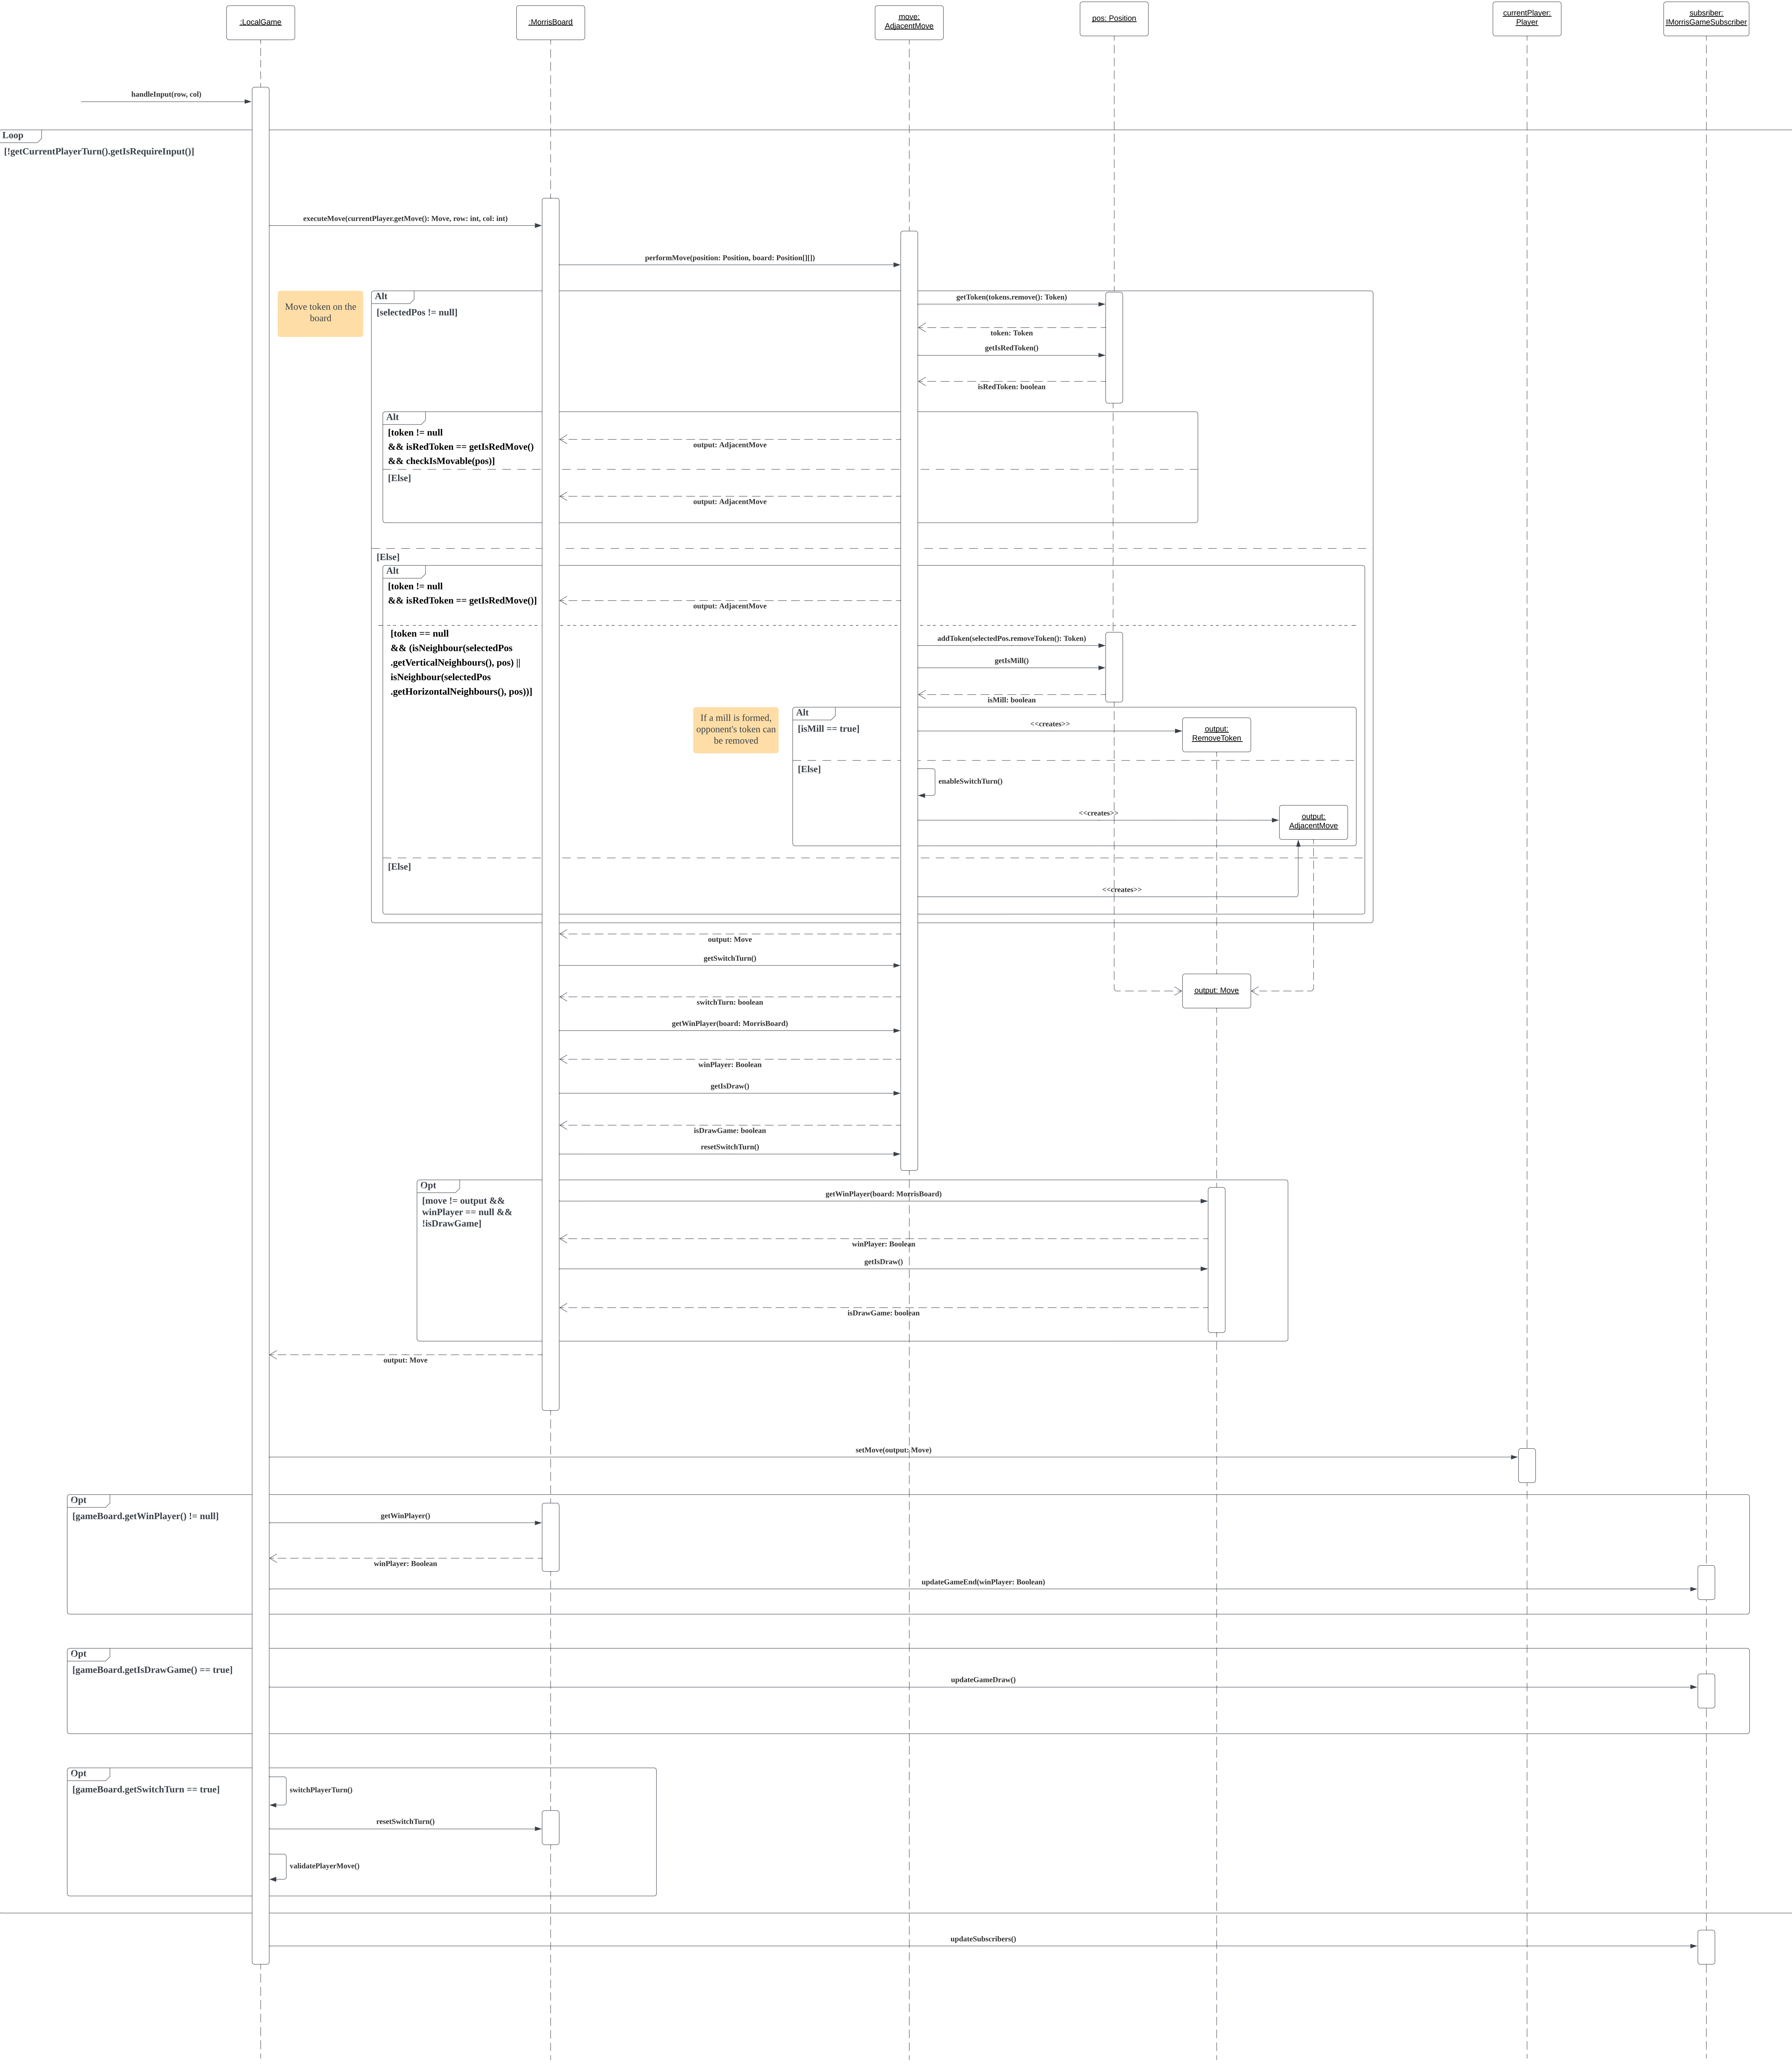 :LocalGame
:MorrisBoard
move:
AdjacentMove
pos: Position
currentPlayer:
Player
subsriber:
IMorrisGameSubscriber
handleInput(row, col)
Loop
[!getCurrentPlayerTurn().getIsRequireInput()]
executeMove(currentPlayer.getMove(): Move, row: int, col: int)
performMove(position: Position, board: Position[][])
Move token on the
board
Alt
[selectedPos != null]
getToken(tokens.remove(): Token)
token: Token
getIsRedToken()
isRedToken: boolean
Alt
[token != null
&& isRedToken == getIsRedMove()
&& checkIsMovable(pos)]
output: AdjacentMove
[Else]
output: AdjacentMove
[Else]
Alt
[token != null
&& isRedToken == getIsRedMove()]
output: AdjacentMove
[token == null
&& (isNeighbour(selectedPos
.getVerticalNeighbours(), pos) ||
isNeighbour(selectedPos
.getHorizontalNeighbours(), pos))]
addToken(selectedPos.removeToken(): Token)
getIsMill()
isMill: boolean
If a mill is formed,
opponent's token can
be removed
Alt
[isMill == true]
<<creates>>
output:
RemoveToken
[Else]
enableSwitchTurn()
<<creates>>
output:
AdjacentMove
[Else]
<<creates>>
output: Move
getSwitchTurn()
output: Move
switchTurn: boolean
getWinPlayer(board: MorrisBoard)
winPlayer: Boolean
getIsDraw()
isDrawGame: boolean
resetSwitchTurn()
Opt
[move != output &&
winPlayer == null &&
!isDrawGame]
getWinPlayer(board: MorrisBoard)
winPlayer: Boolean
getIsDraw()
isDrawGame: boolean
output: Move
setMove(output: Move)
Opt
[gameBoard.getWinPlayer() != null]
getWinPlayer()
winPlayer: Boolean
updateGameEnd(winPlayer: Boolean)
Opt
[gameBoard.getIsDrawGame() == true]
updateGameDraw()
Opt
[gameBoard.getSwitchTurn == true]
switchPlayerTurn()
resetSwitchTurn()
validatePlayerMove()
updateSubscribers()